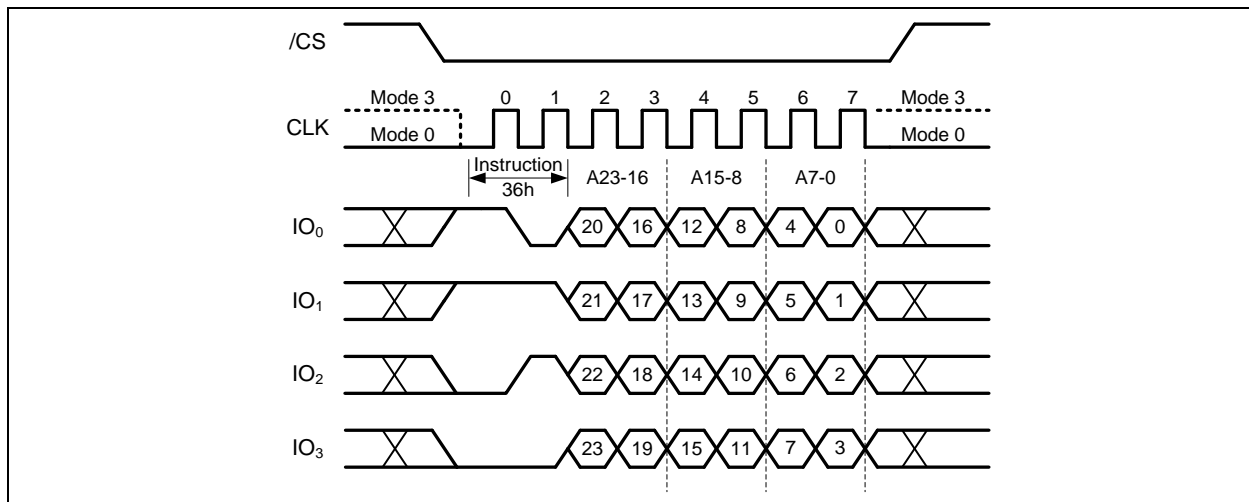 /CS
Mode 3 0 1 2 3 4 5 6 7 Mode 3
CLK Mode 0 Mode 0
Instruction
36h
A23-16 A15-8 A7-0
IO₀ 20 16 12 8 4 0
IO₁ 21 17 13 9 5 1
IO₂ 22 18 14 10 6 2
IO₃ 23 19 15 11 7 3